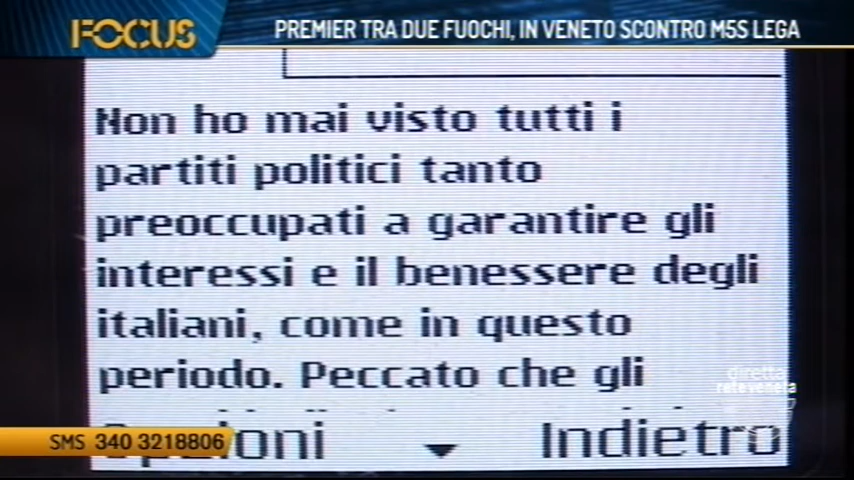 FOCUS
PREMIER TRA DUE FUOCHI, IN VENETO SCONTRO M5S LEGA
Non ho mai visto tutti i
partiti politici tanto
preoccupati a garantire gli
interessi e il benessere degli
italiani, come in questo
periodo. Peccato che gli
diretta
reteveneta
SMS 340 3218806
Indietro